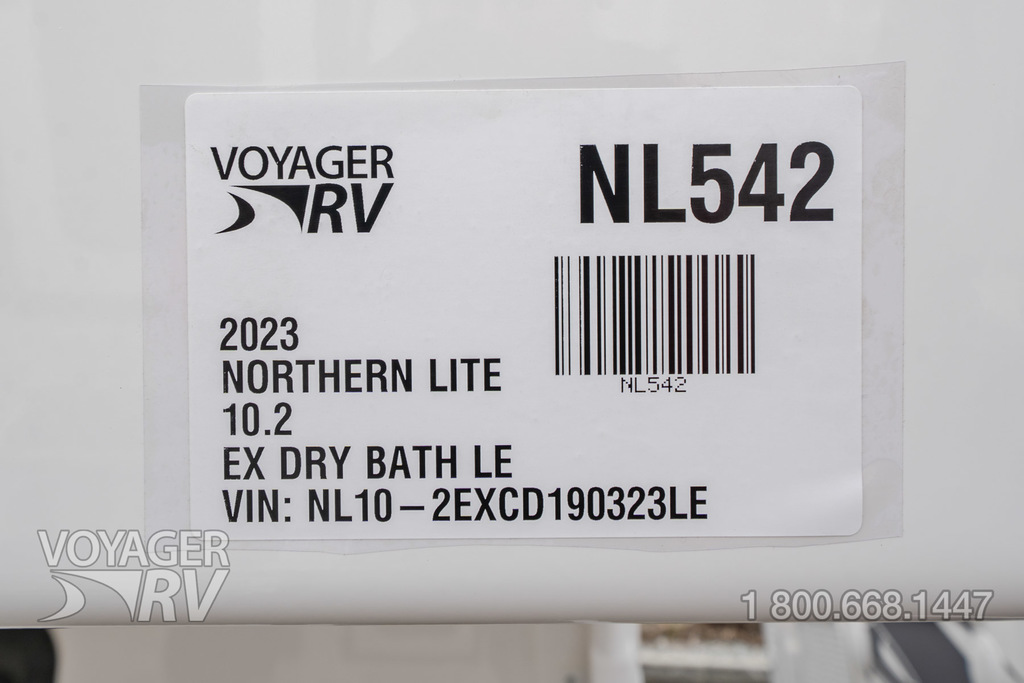 VOYAGER
RV
NL542
NL542
2023
NORTHERN LITE
10.2
EX DRY BATH LE
VIN: NL10-2EXCD190323LE
VOYAGER
RV
1 800.668.1447